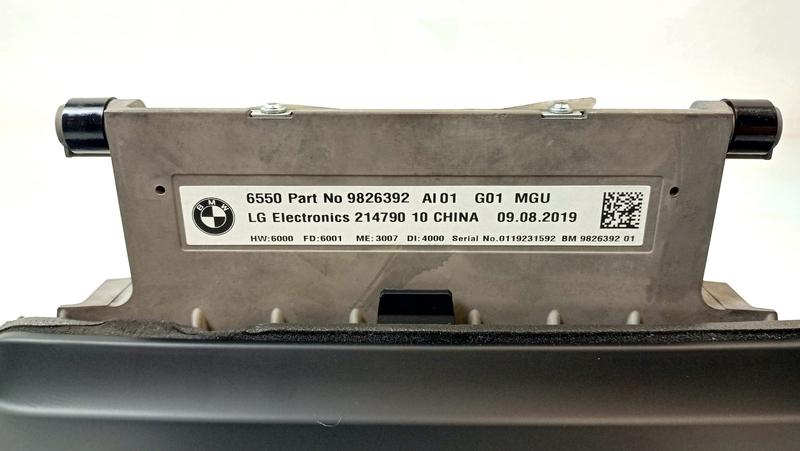 BMW
6550 Part No 9826392 AI01 G01 MGU
LG Electronics 214790 10 CHINA 09.08.2019
HW:6000 FD:6001 ME:3007 DI:4000 Serial No.0119231592 BM 9826392 01